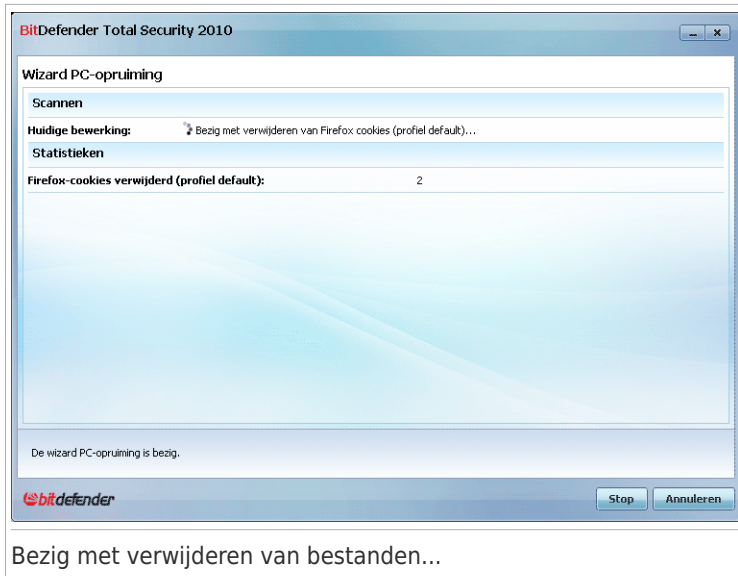 BitDefender Total Security 2010
Wizard PC-opruiming
Scannen
Huidige bewerking: Bezig met verwijderen van Firefox cookies (profiel default)...
Statistieken
Firefox-cookies verwijderd (profiel default): 2
De wizard PC-opruiming is bezig.
bitdefender
Stop Annuleren
Bezig met verwijderen van bestanden...